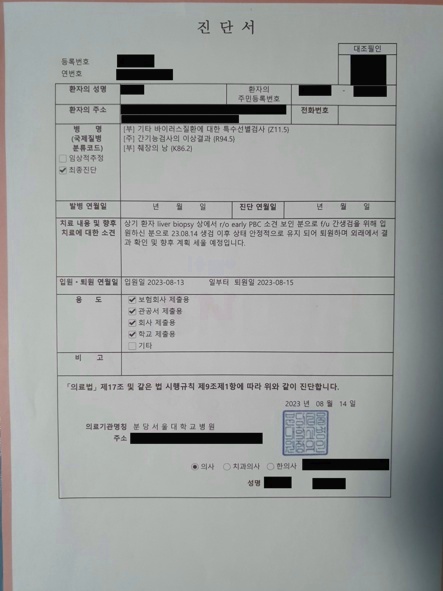 진 단 서
대조필인
등록번호
연번호
환자의 성명
환자의
주민등록번호
-
환자의 주소
전화번호
병 명
(국제질병
분류코드)
임상적추정
최종진단
[부] 기타 바이러스질환에 대한 특수선별검사 (Z11.5)
[주] 간기능검사의 이상결과 (R94.5)
[부] 췌장의 낭 (K86.2)
발병 연월일 년 월 일 진단 연월일 년 월 일
치료 내용 및 향후
치료에 대한 소견
상기 환자 liver biopsy 상에서 r/o early PBC 소견 보인 분으로 f/u 간생검을 위해 입
원하신 분으로 23.08.14 생검 이후 상태 안정적으로 유지 되어 퇴원하며 외래에서 결
과 확인 및 향후 계획 세울 예정입니다.
입원・퇴원 연월일 입원일 2023-08-13 일부터 퇴원일 2023-08-15
용 도
보험회사 제출용
관공서 제출용
회사 제출용
학교 제출용
기타
비 고
「의료법」 제17조 및 같은 법 시행규칙 제9조제1항에 따라 위와 같이 진단합니다.
2023 년 08 월 14 일
의료기관명칭 분당서울대학교병원
주소
의사 치과의사 한의사
성명